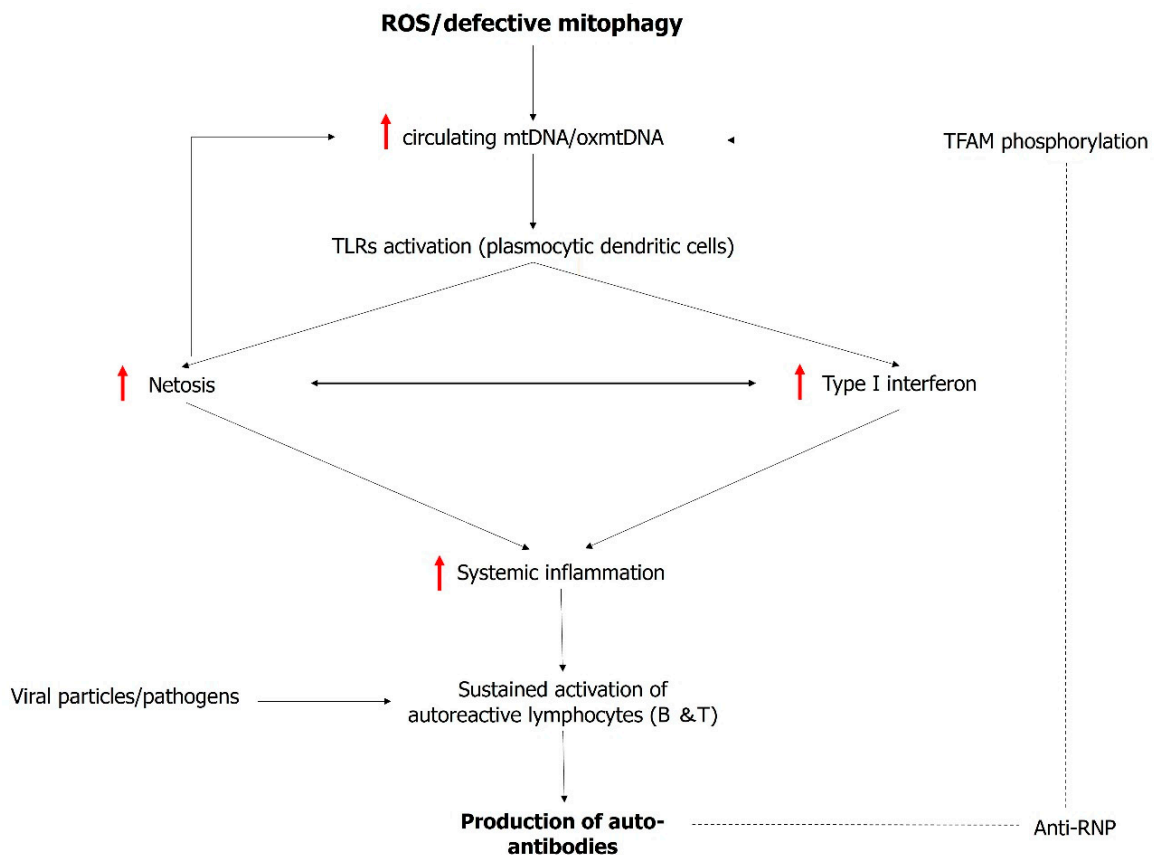 ROS/defective mitophagy
circulating mtDNA/oxmtDNA
TFAM phosphorylation
TLRs activation (plasmocytic dendritic cells)
Netosis
Type I interferon
Systemic inflammation
Viral particles/pathogens
Sustained activation of
autoreactive lymphocytes (B &T)
Production of auto-
antibodies
Anti-RNP